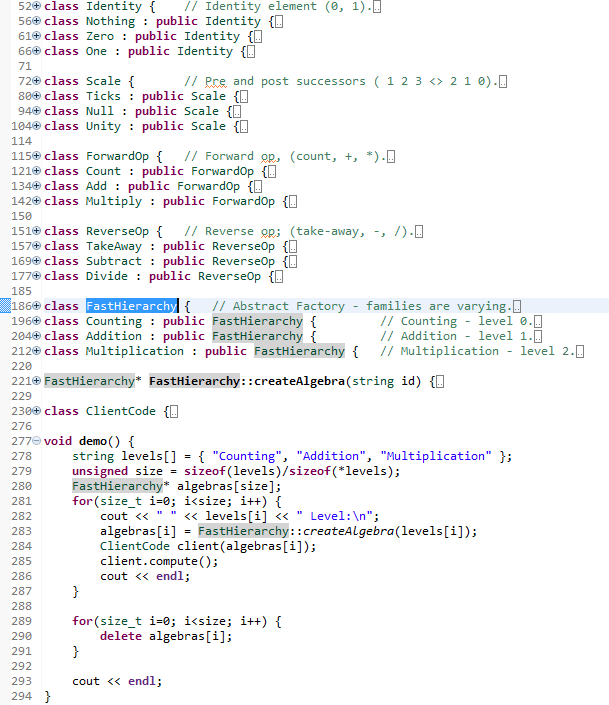 52 class Identity {    // Identity element (0, 1).
56 class Nothing : public Identity {
61 class Zero : public Identity {
66 class One : public Identity {
71
72 class Scale {       // Pre and post successors ( 1 2 3 <> 2 1 0).
80 class Ticks : public Scale {
94 class Null : public Scale {
104 class Unity : public Scale {
114
115 class ForwardOp {   // Forward op, (count, +, *).
121 class Count : public ForwardOp {
134 class Add : public ForwardOp {
142 class Multiply : public ForwardOp {
150
151 class ReverseOp {   // Reverse op; (take-away, -, /).
157 class TakeAway : public ReverseOp {
169 class Subtract : public ReverseOp {
177 class Divide : public ReverseOp {
185
186 class FastHierarchy {   // Abstract Factory - families are varying.
196 class Counting : public FastHierarchy {         // Counting - level 0.
204 class Addition : public FastHierarchy {         // Addition - level 1.
212 class Multiplication : public FastHierarchy {   // Multiplication - level 2.
220
221 FastHierarchy* FastHierarchy::createAlgebra(string id) {
229
230 class ClientCode {
276
277 void demo() {
278     string levels[] = { "Counting", "Addition", "Multiplication" };
279     unsigned size = sizeof(levels)/sizeof(*levels);
280     FastHierarchy* algebras[size];
281     for(size_t i=0; i<size; i++) {
282         cout << " " << levels[i] << " Level:\n";
283         algebras[i] = FastHierarchy::createAlgebra(levels[i]);
284         ClientCode client(algebras[i]);
285         client.compute();
286         cout << endl;
287     }
288
289     for(size_t i=0; i<size; i++) {
290         delete algebras[i];
291     }
292
293     cout << endl;
294 }